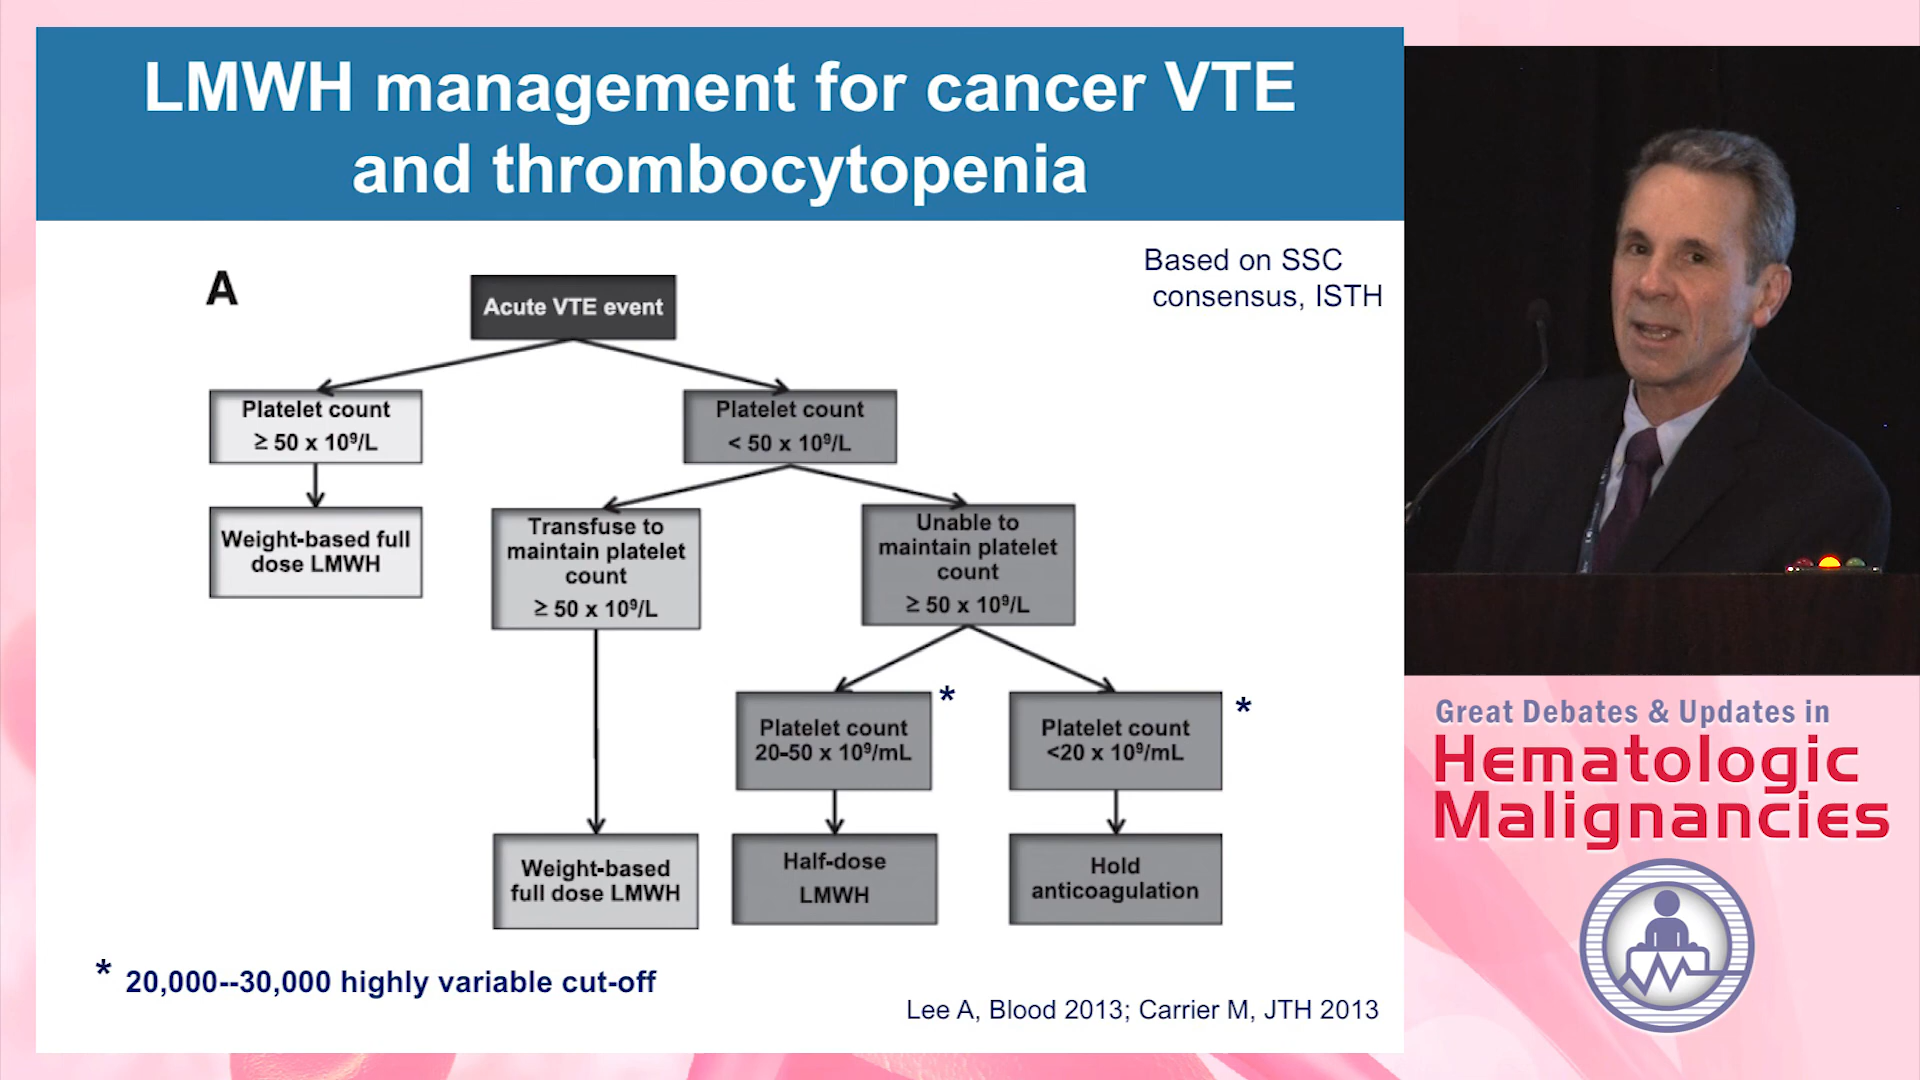 LMWH management for cancer VTE
and thrombocytopenia
Based on SSC
consensus, ISTH
A
Acute VTE event
Platelet count
≥ 50 x 10⁹/L
Platelet count
< 50 x 10⁹/L
Weight-based full
dose LMWH
Transfuse to
maintain platelet
count
≥ 50 x 10⁹/L
Unable to
maintain platelet
count
≥ 50 x 10⁹/L
Platelet count
20-50 x 10⁹/mL
*
Platelet count
<20 x 10⁹/mL
*
Weight-based
full dose LMWH
Half-dose
LMWH
Hold
anticoagulation
* 20,000--30,000 highly variable cut-off
Lee A, Blood 2013; Carrier M, JTH 2013
Great Debates & Updates in
Hematologic
Malignancies